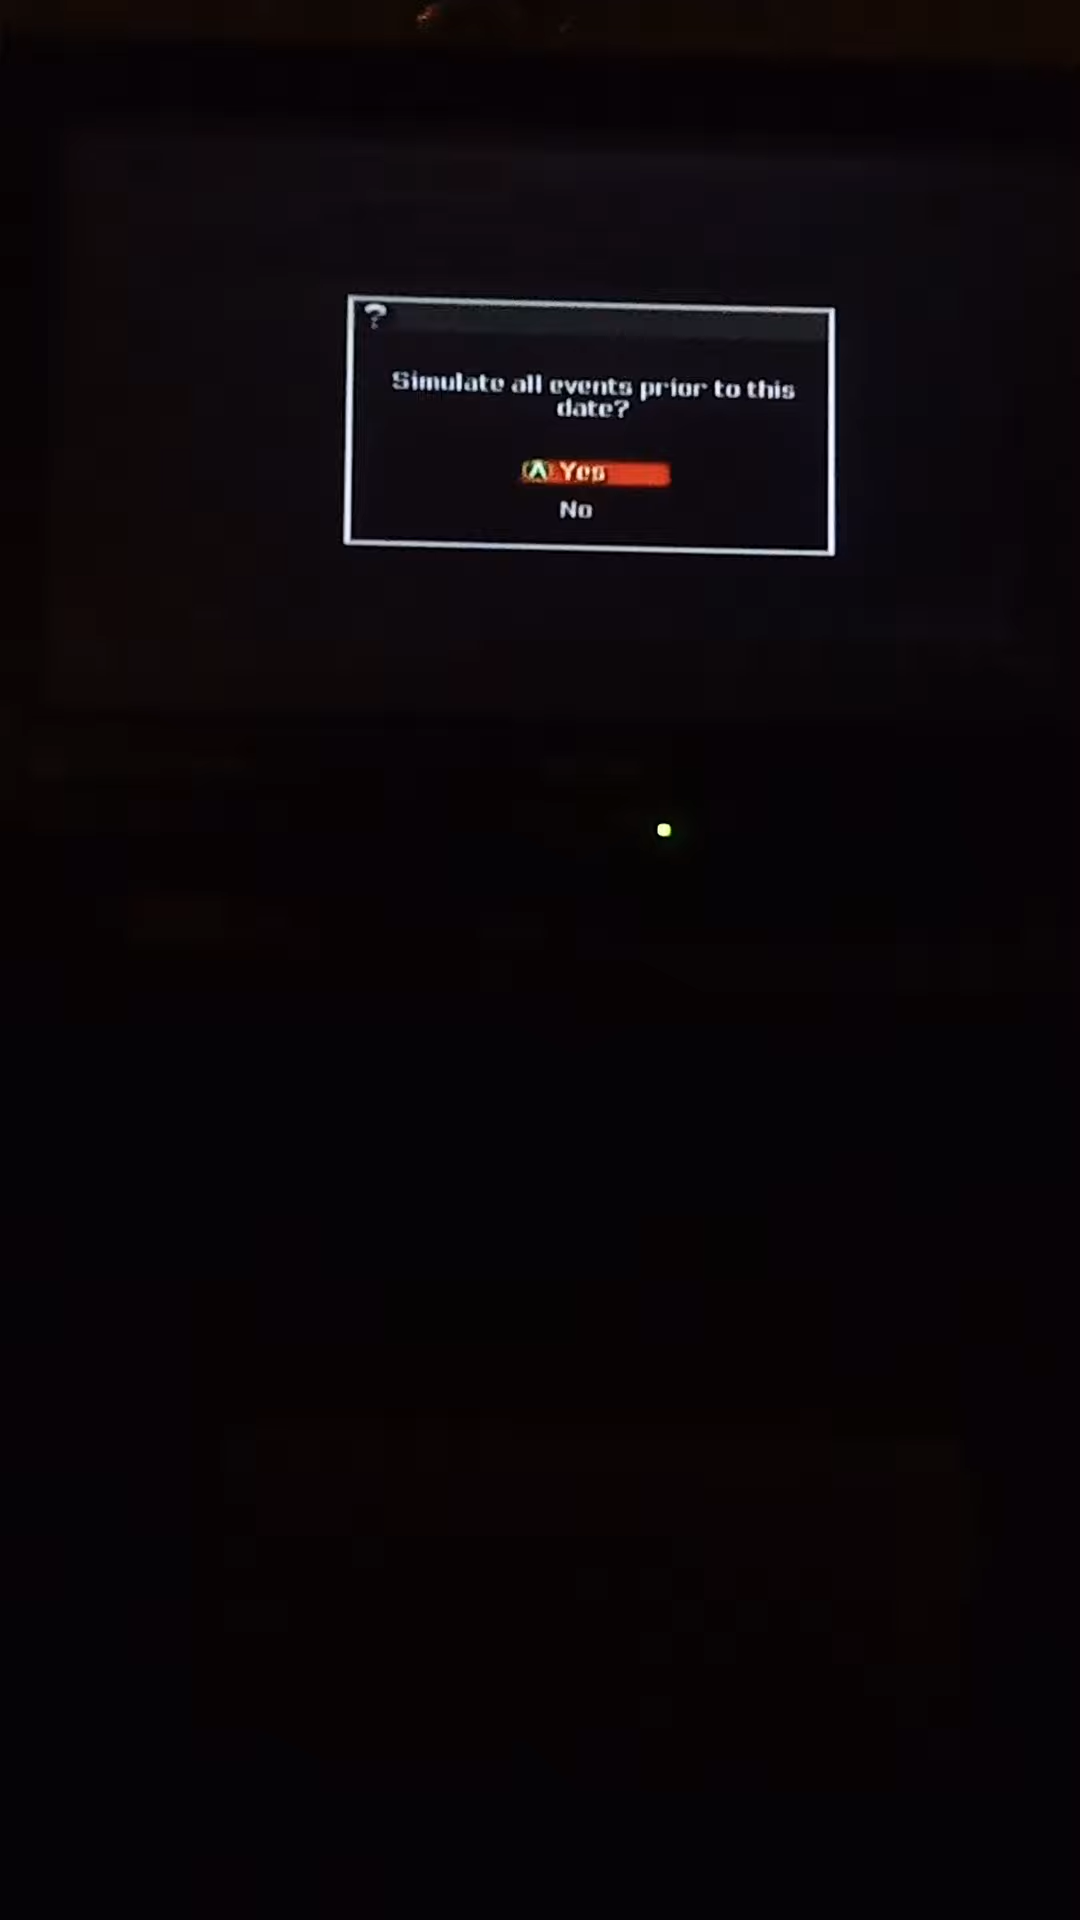 ?
Simulate all events prior to this
date?
A Yes
No